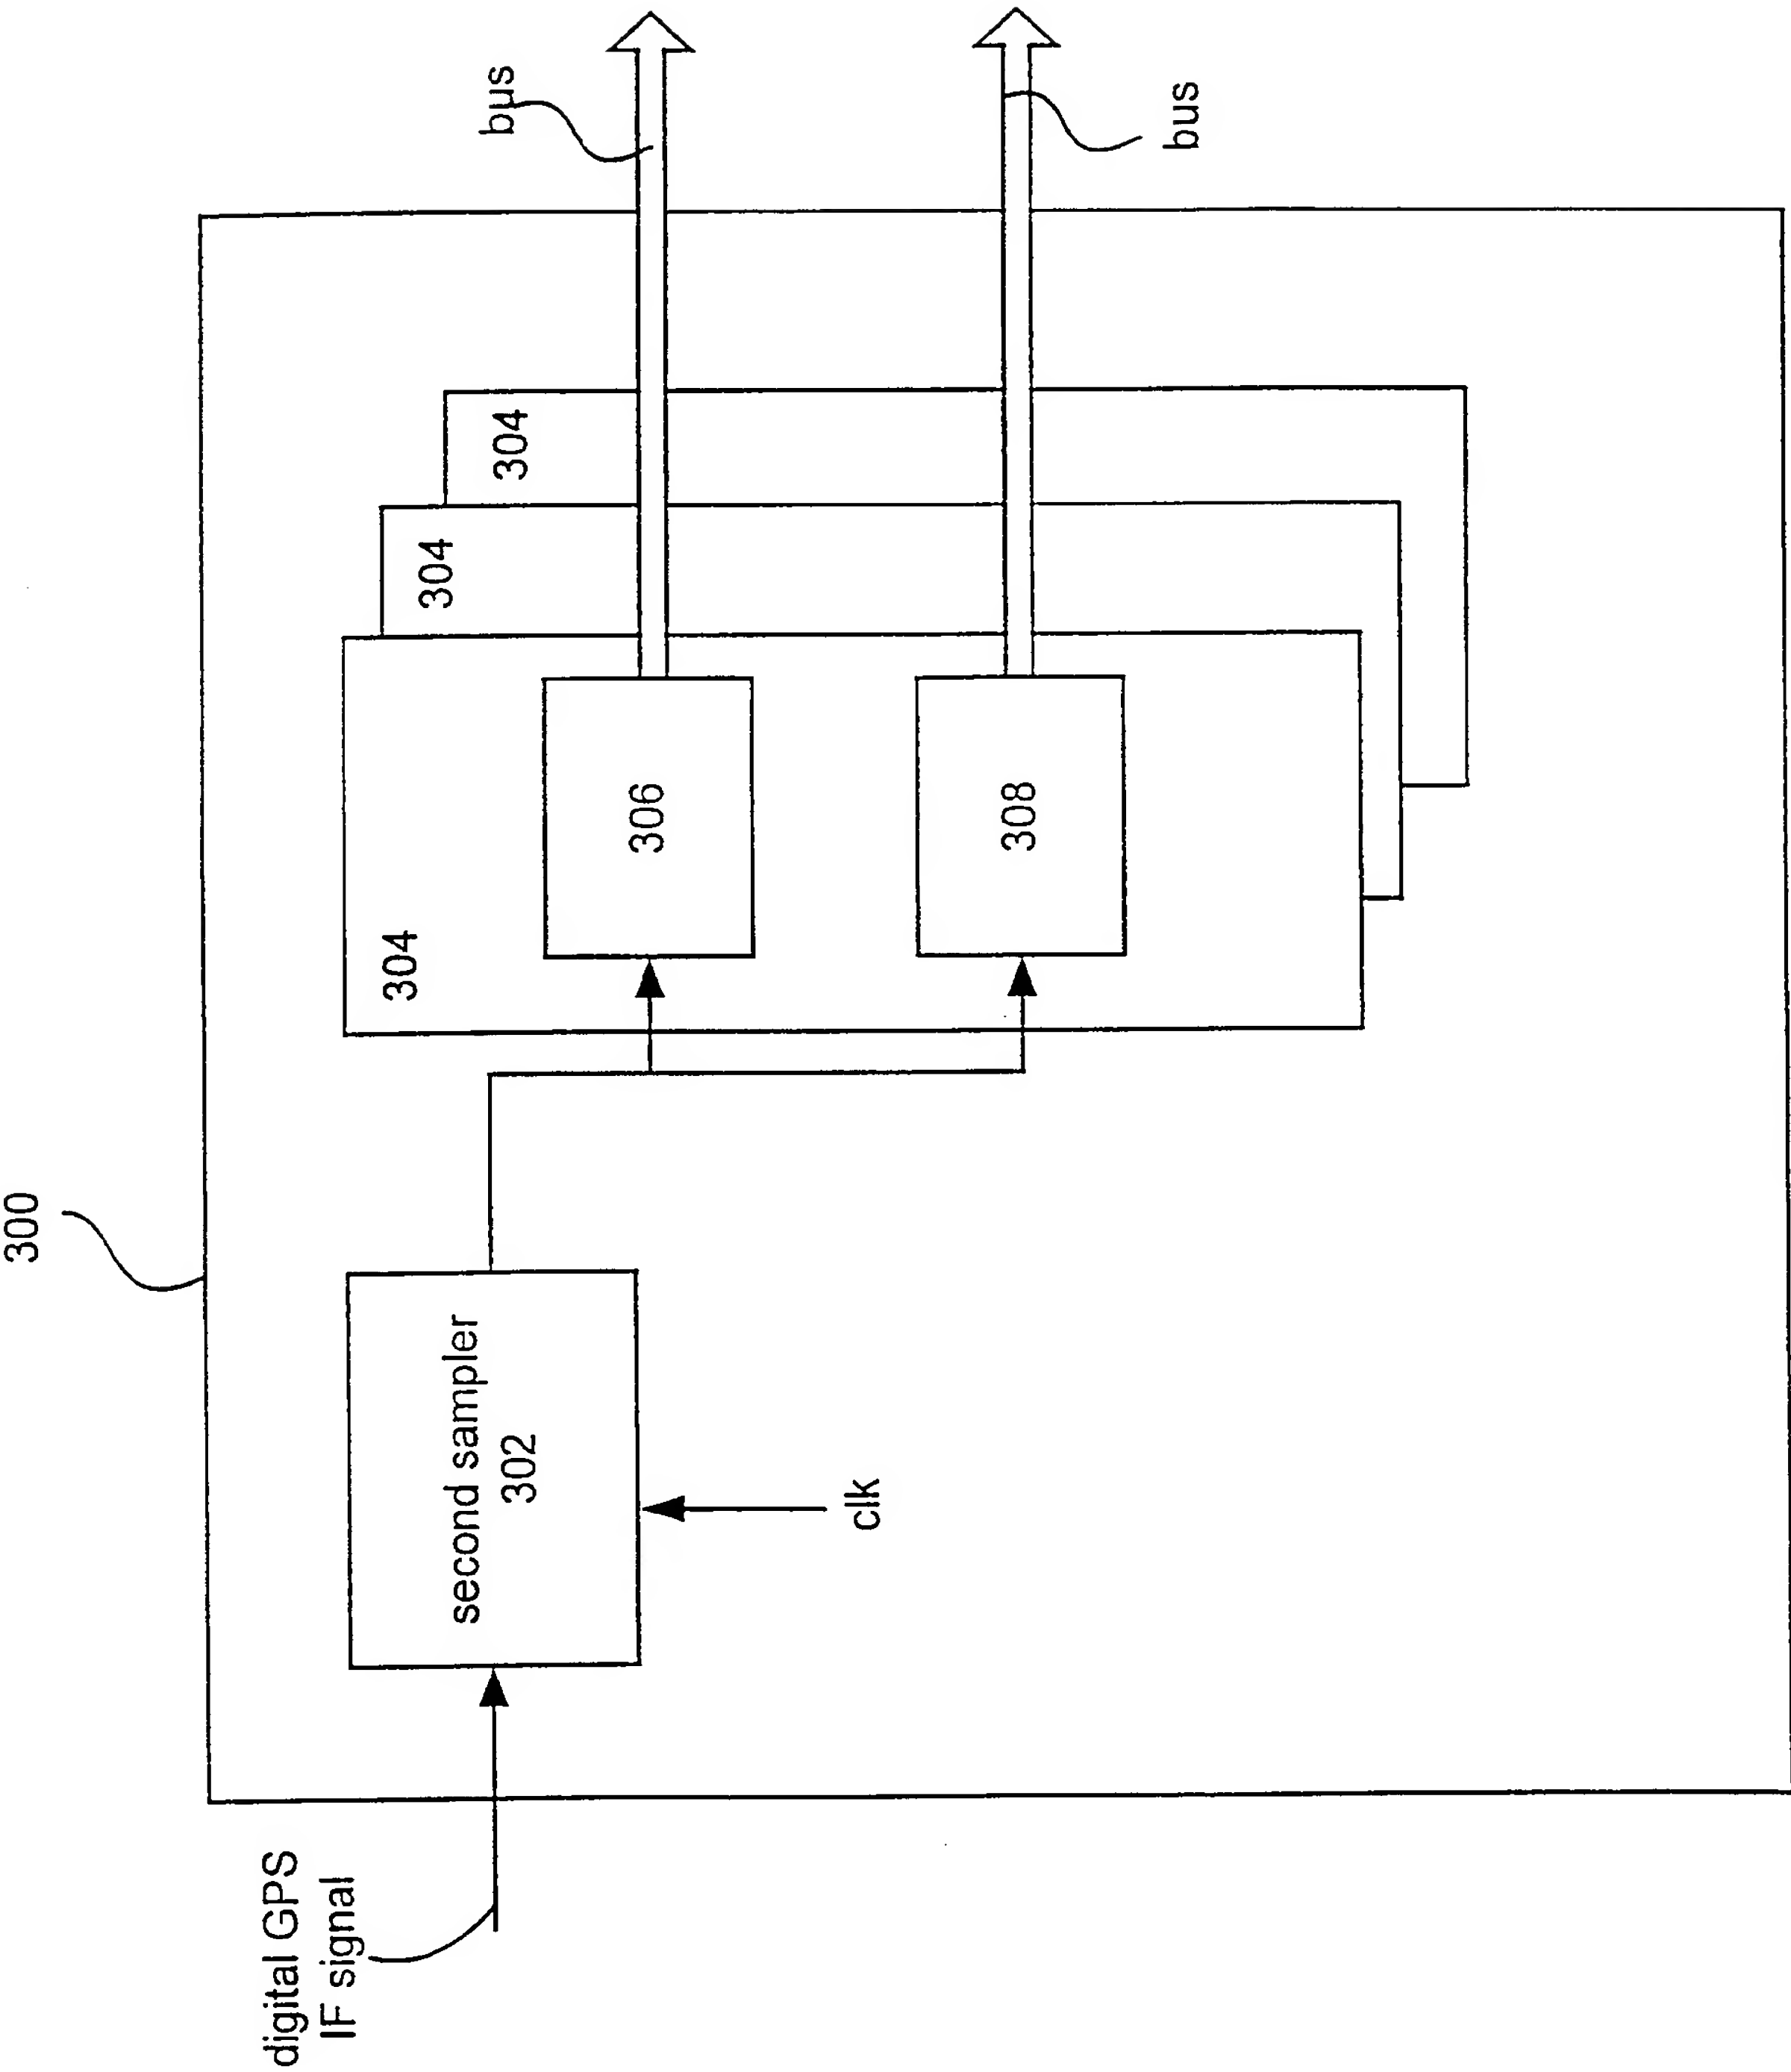 300
digital GPS
IF signal
second sampler
302
clk
304
304
304
306
308
bus
bus